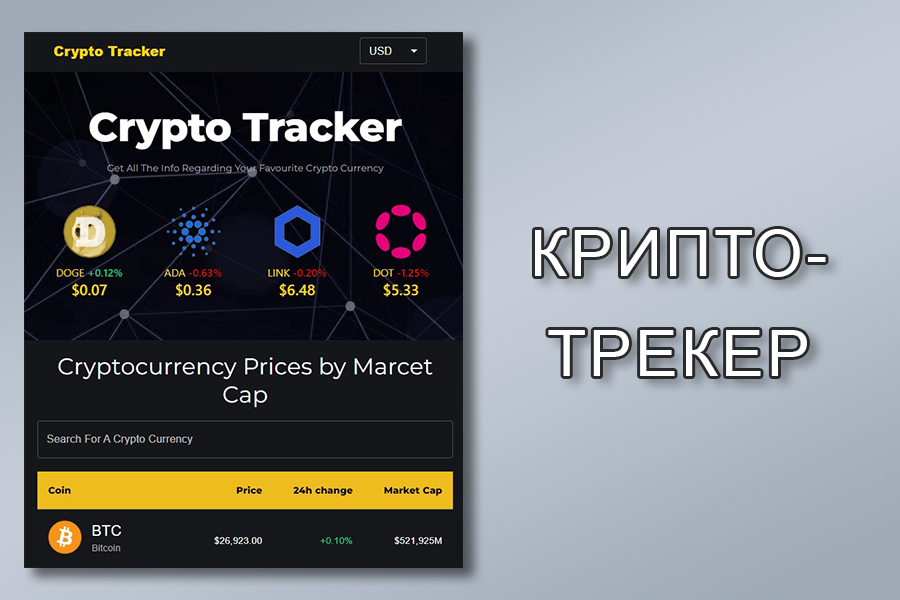 Crypto Tracker
USD
Crypto Tracker
Get All The Info Regarding Your Favourite Crypto Currency
DOGE +0.12% ADA -0.63% LINK -0.20% DOT -1.25%
$0.07 $0.36 $6.48 $5.33
Cryptocurrency Prices by Marcet
Cap
Search For A Crypto Currency
Coin Price 24h change Market Cap
BTC
Bitcoin
$26,923.00 +0.10% $521,925M
КРИПТО-
ТРЕКЕР